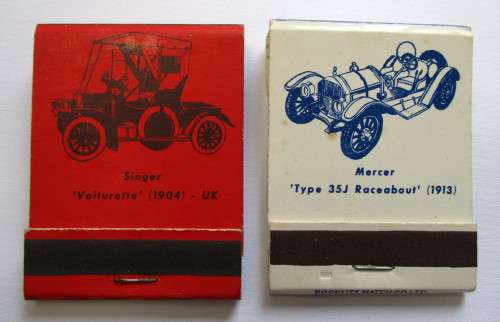 Singer
'Voiturette' (1904) - UK
Mercer
'Type 35J Raceabout' (1913)